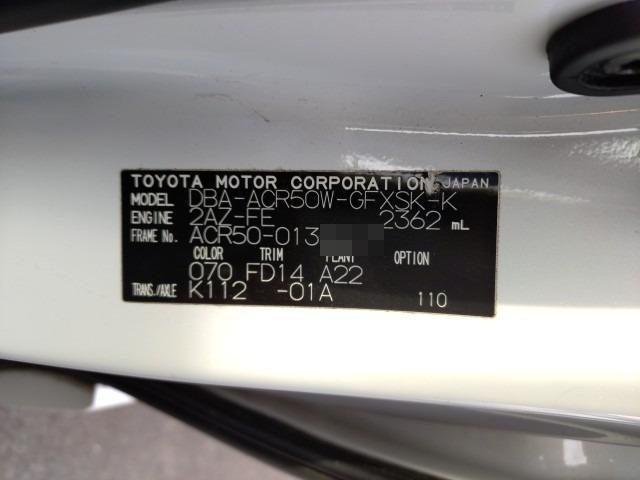 TOYOTA MOTOR CORPORATION JAPAN
MODEL DBA-ACR50W-GFXSK-K
ENGINE 2AZ-FE 2362 mL
FRAME No. ACR50-013
COLOR TRIM PLANT OPTION
070 FD14 A22
TRANS./AXLE K112 -01A 110